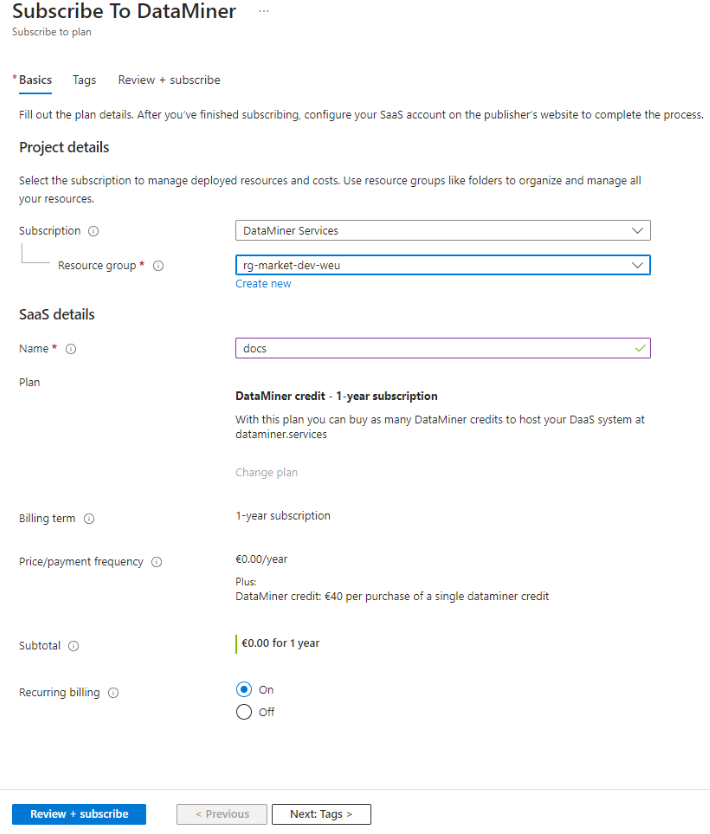 Subscribe To DataMiner ...
Subscribe to plan
* Basics Tags Review + subscribe
Fill out the plan details. After you've finished subscribing, configure your SaaS account on the publisher's website to complete the process.
Project details
Select the subscription to manage deployed resources and costs. Use resource groups like folders to organize and manage all
your resources.
Subscription DataMiner Services
Resource group * rg-market-dev-weu
Create new
SaaS details
Name * docs
Plan
DataMiner credit - 1-year subscription
With this plan you can buy as many DataMiner credits to host your DaaS system at
dataminer.services
Change plan
Billing term 1-year subscription
Price/payment frequency €0.00/year
Plus:
DataMiner credit: €40 per purchase of a single dataminer credit
Subtotal €0.00 for 1 year
Recurring billing On
Off
Review + subscribe < Previous Next: Tags >